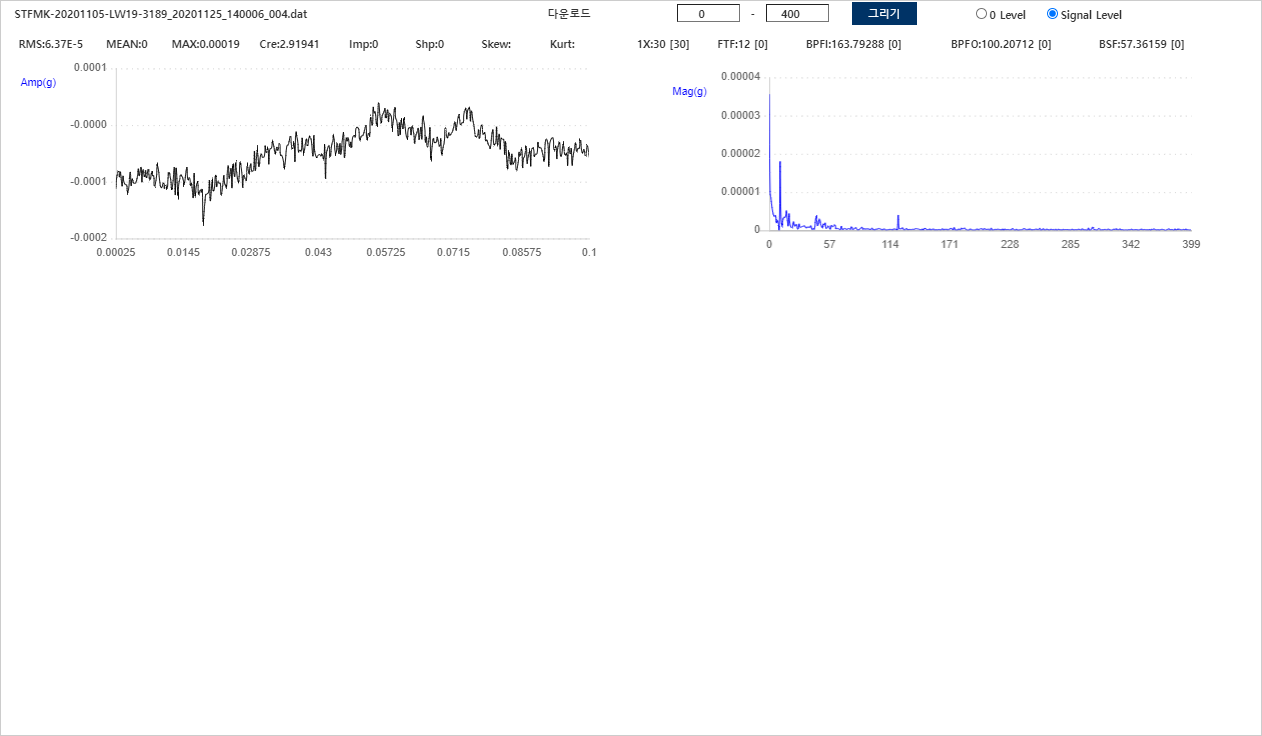 STFMK-20201105-LW19-3189_20201125_140006_004.dat 다운로드 0 - 400 그리기 0 Level Signal Level
RMS:6.37E-5 MEAN:0 MAX:0.00019 Cre:2.91941 Imp:0 Shp:0 Skew: Kurt: 1X:30 [30] FTF:12 [0] BPFI:163.79288 [0] BPFO:100.20712 [0] BSF:57.36159 [0]
Amp(g)
0.0001
-0.0000
-0.0001
-0.0002
0.00025 0.0145 0.02875 0.043 0.05725 0.0715 0.08575 0.1
Mag(g)
0.00004
0.00003
0.00002
0.00001
0
0 57 114 171 228 285 342 399